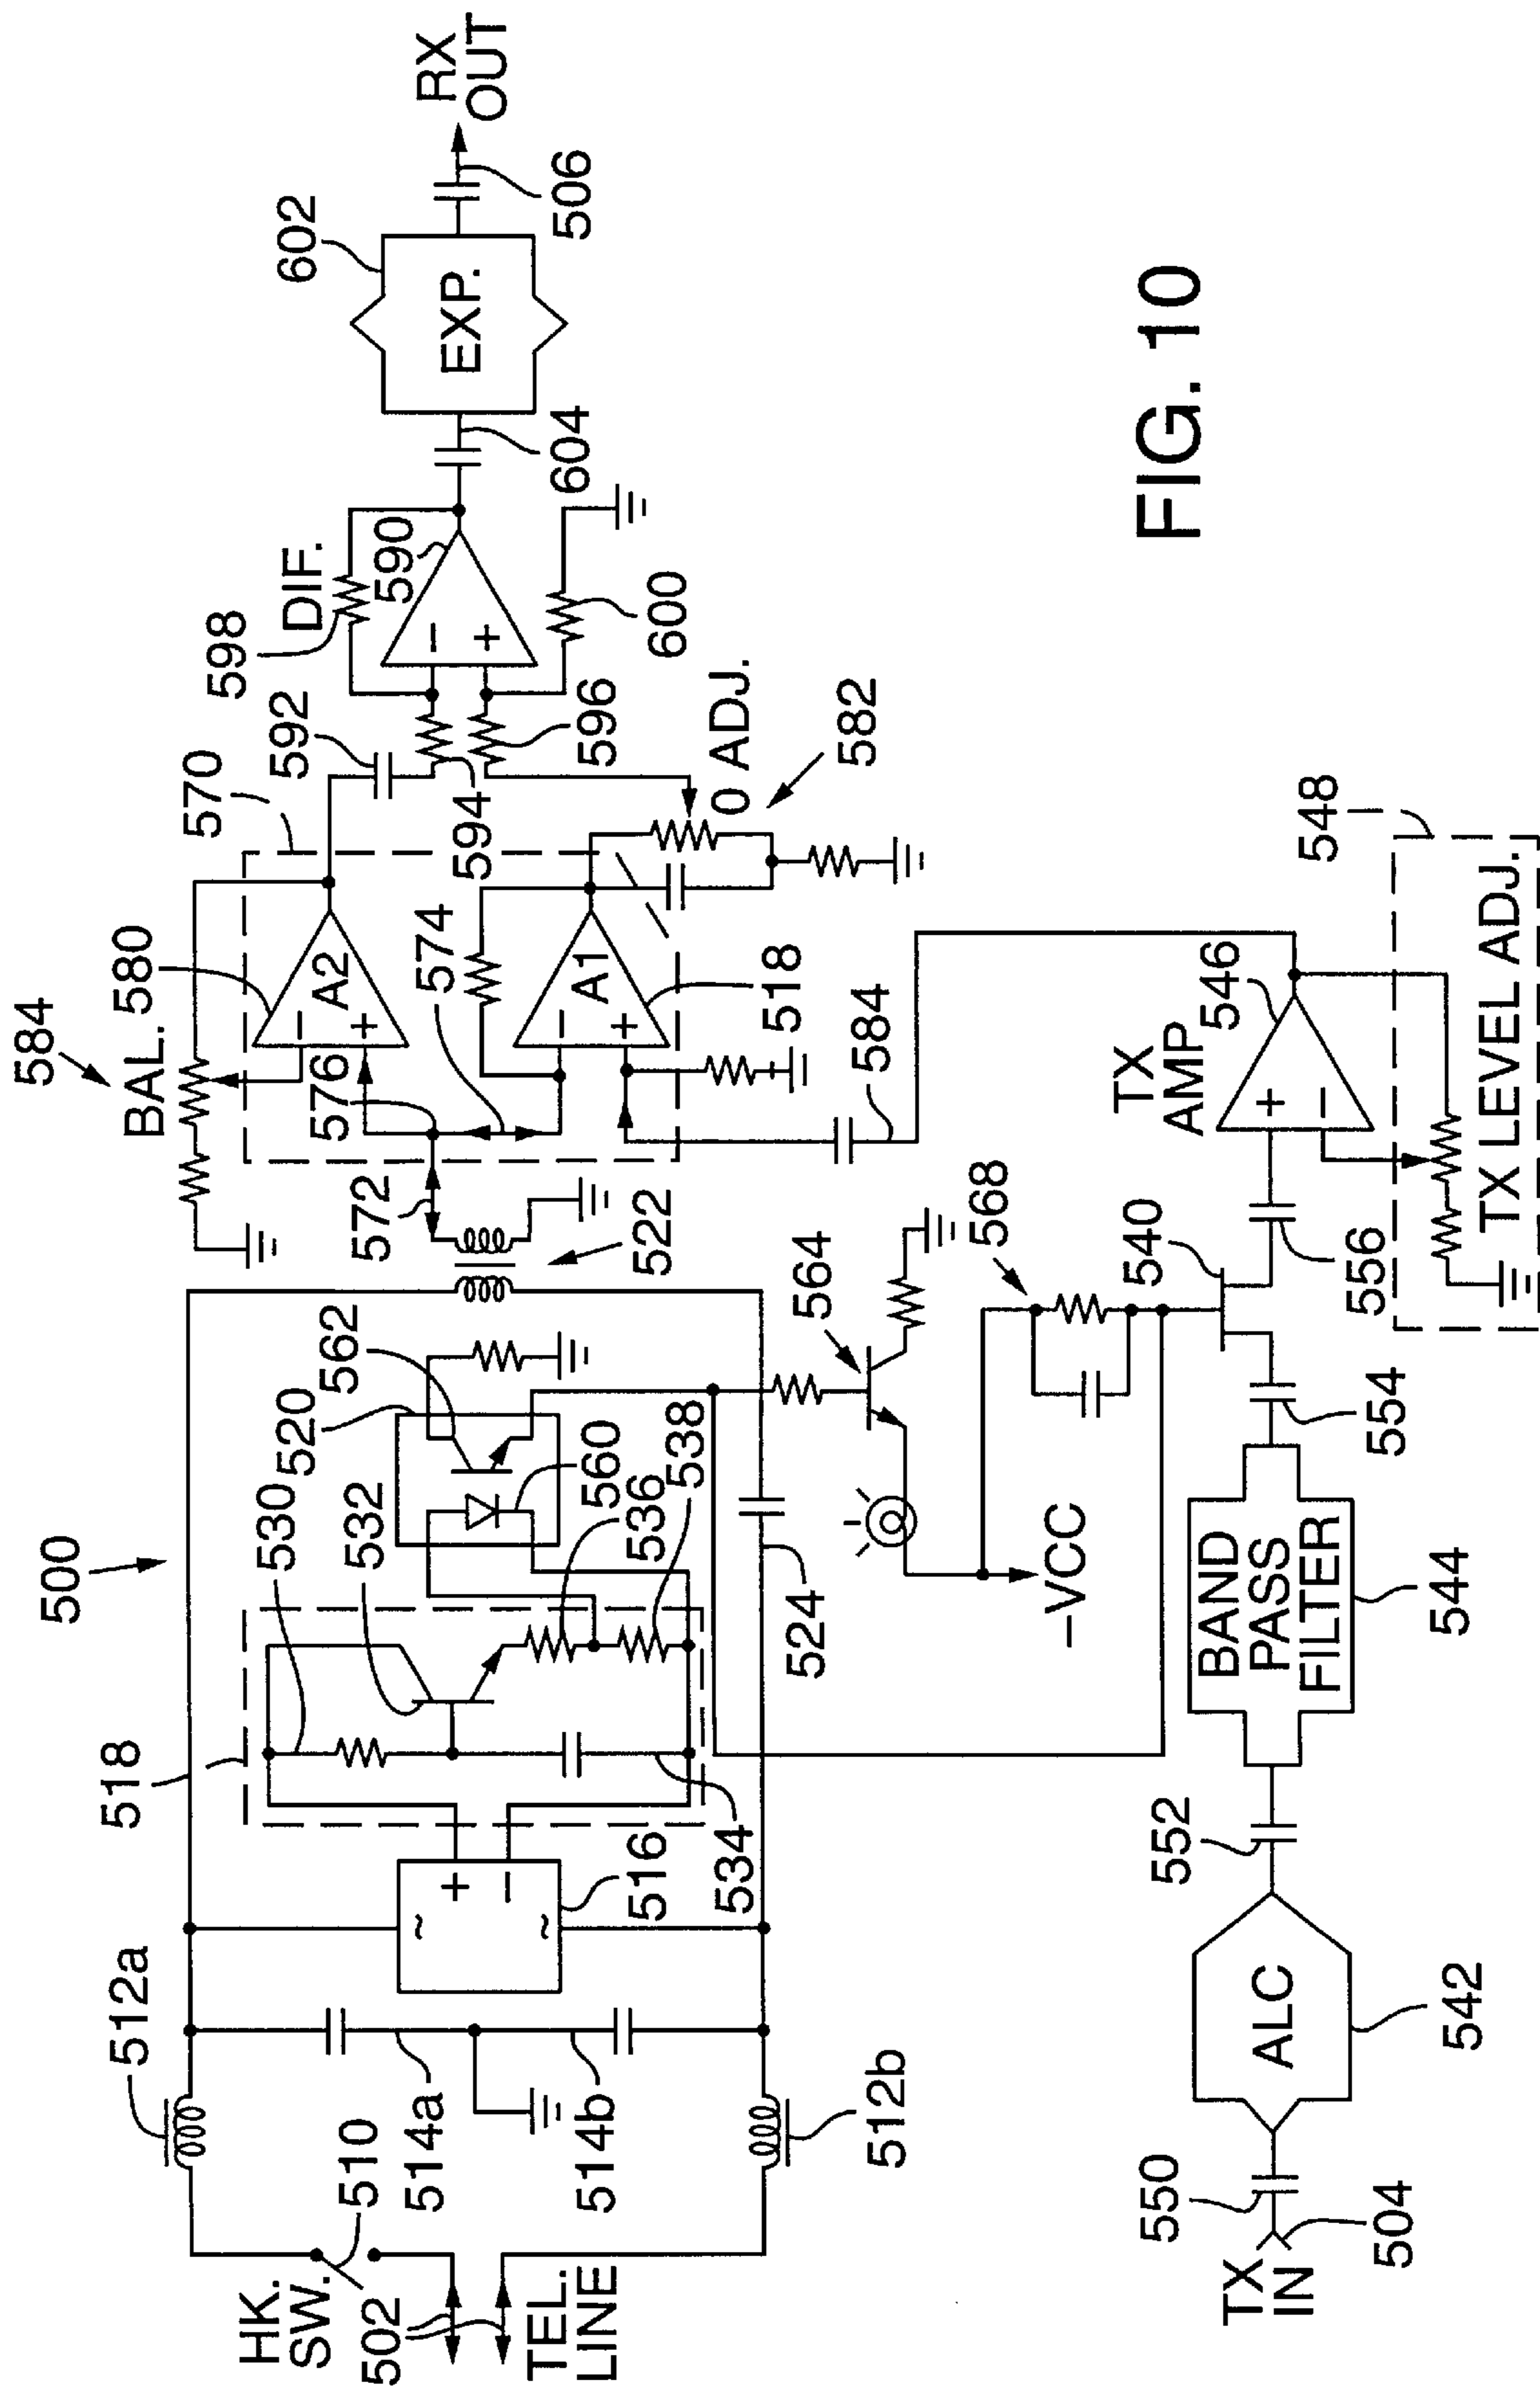 FIG. 10
500
HK.
SW.
510
502
TEL.
LINE
512a
514a
514b
512b
516
+
−
~
~
518
530
532
534
536
538
520
562
560
524
522
572
570
584
BAL.
580
A2
−
+
576
574
A1
−
+
518
584
592
594
596
598
DIF.
590
−
+
600
0 ADJ.
582
604
602
EXP.
506
RX
OUT
564
568
−VCC
TX
IN
504
550
ALC
542
552
BAND
PASS
FILTER
544
554
540
556
TX
AMP
546
+
−
548
TX LEVEL ADJ.